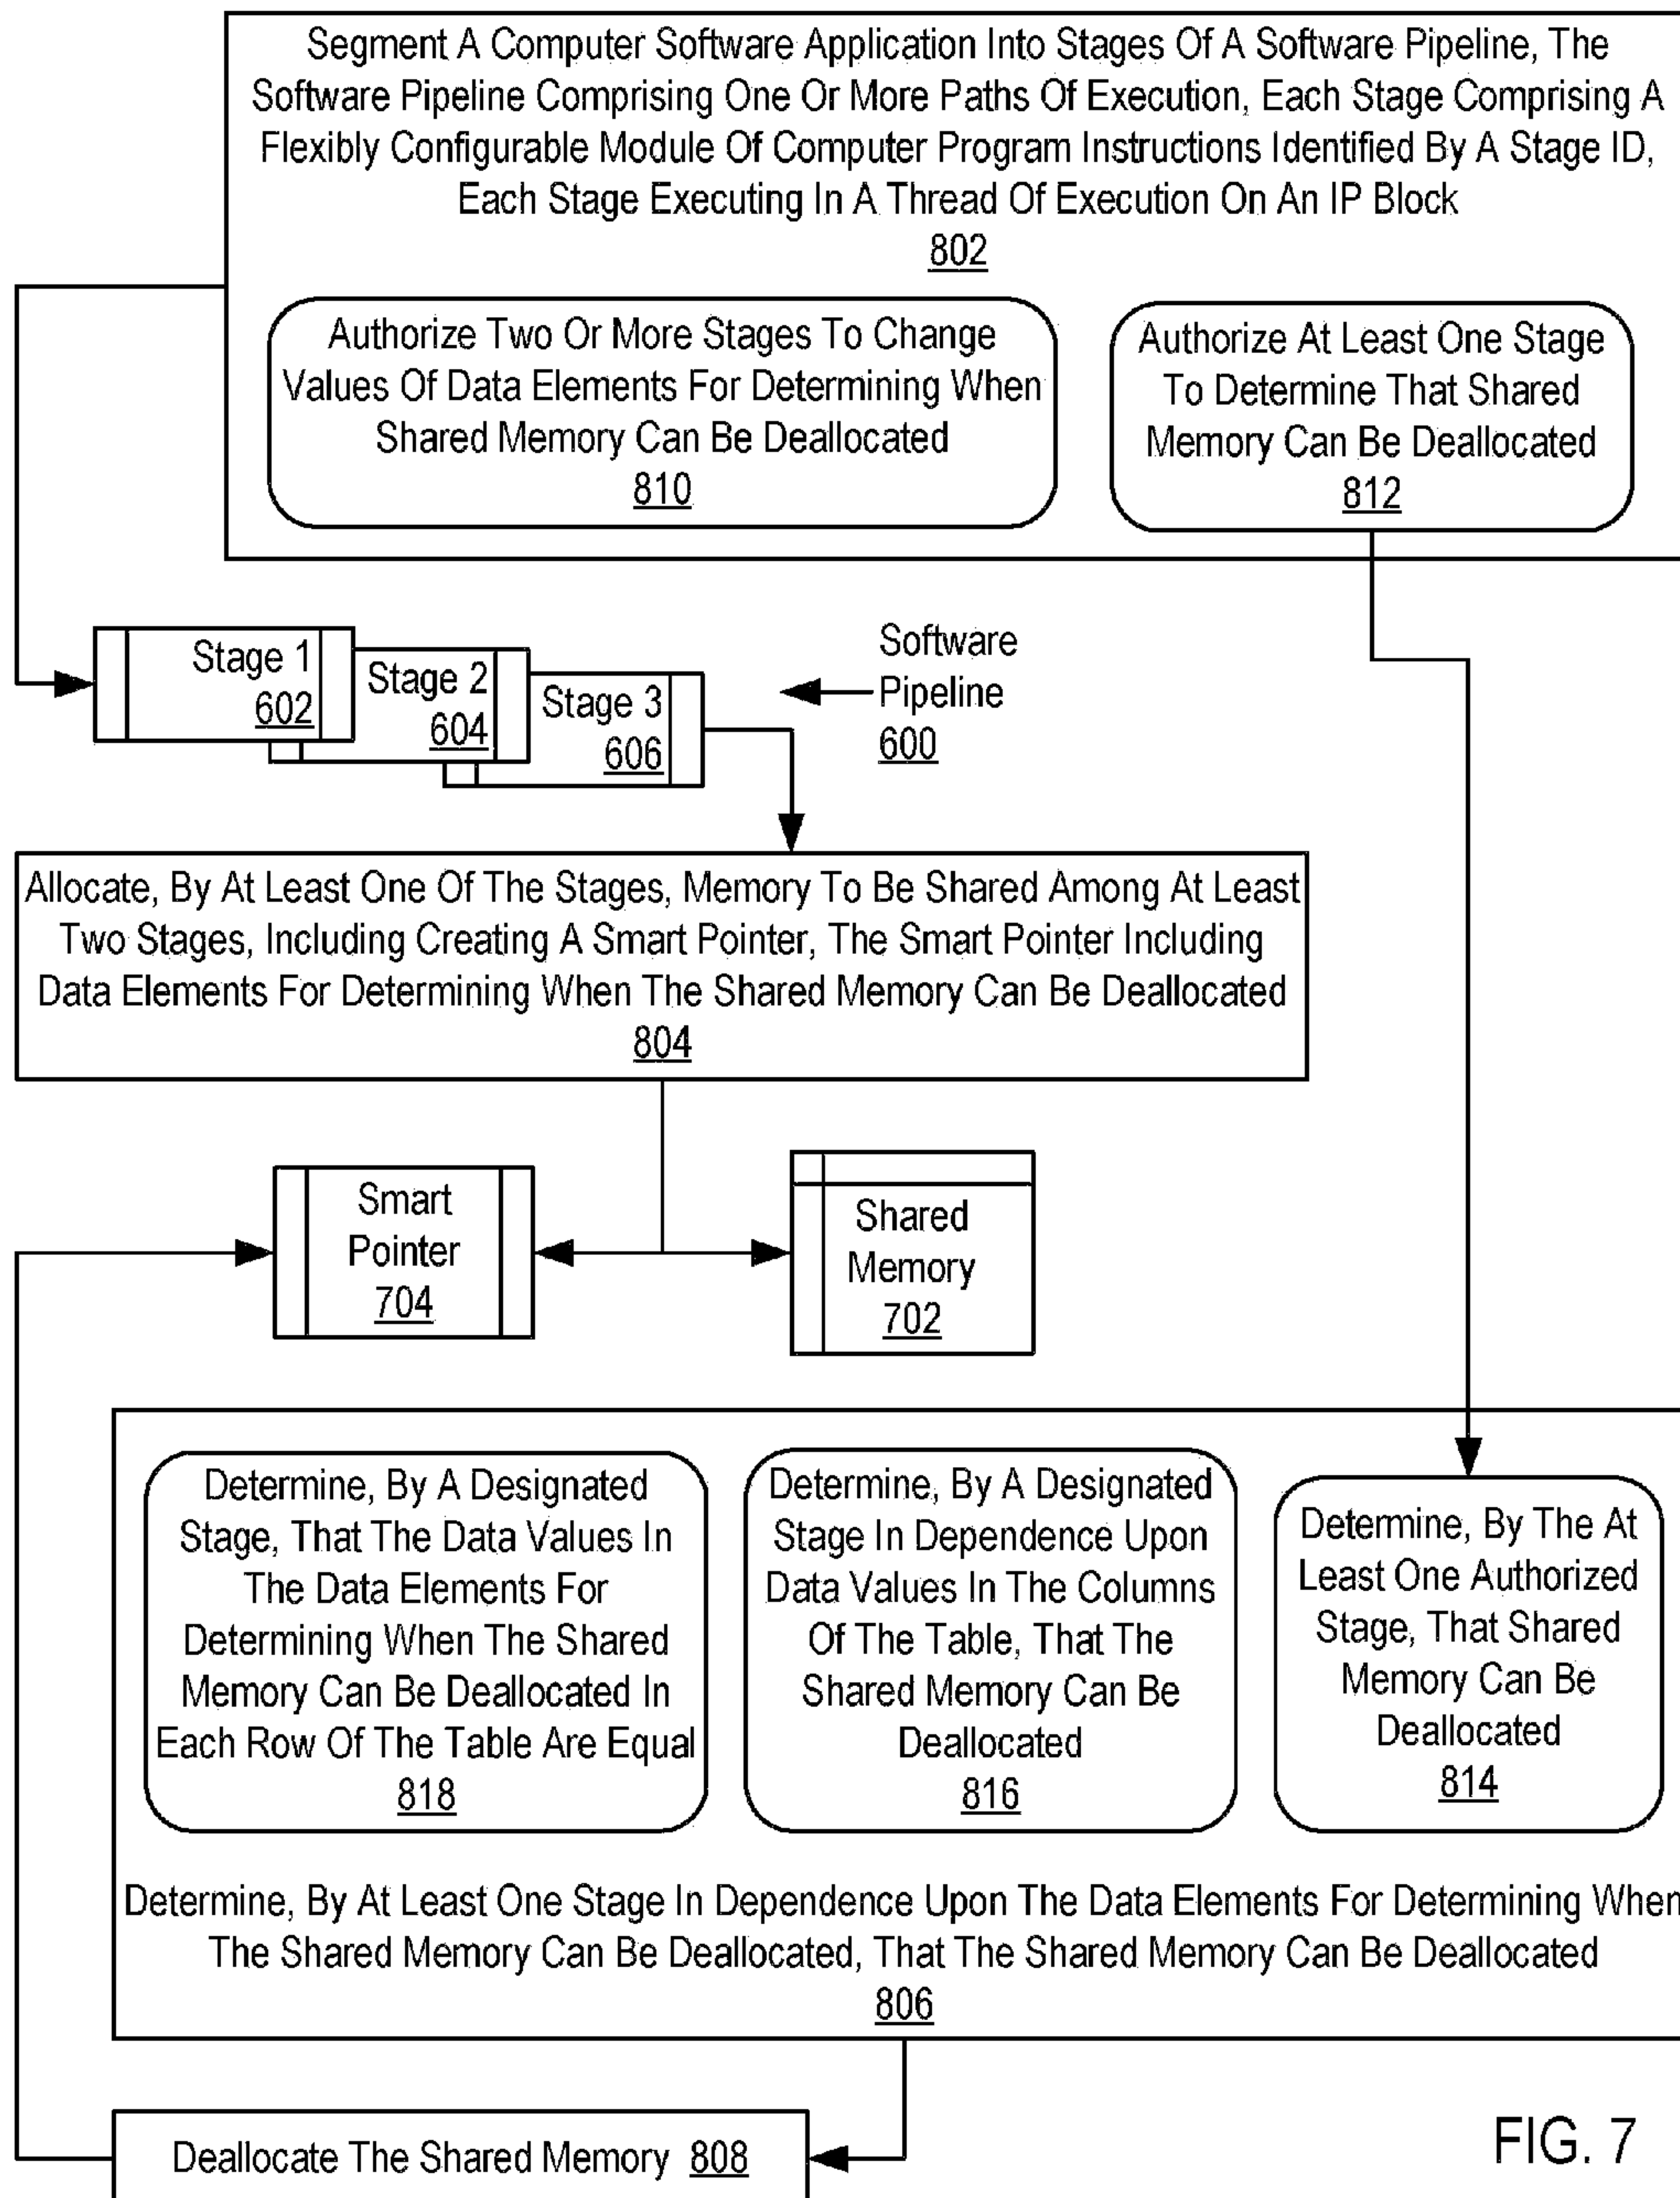 Segment A Computer Software Application Into Stages Of A Software Pipeline, The
Software Pipeline Comprising One Or More Paths Of Execution, Each Stage Comprising A
Flexibly Configurable Module Of Computer Program Instructions Identified By A Stage ID,
Each Stage Executing In A Thread Of Execution On An IP Block
802
Authorize Two Or More Stages To Change
Values Of Data Elements For Determining When
Shared Memory Can Be Deallocated
810
Authorize At Least One Stage
To Determine That Shared
Memory Can Be Deallocated
812
Stage 1
602
Stage 2
604
Stage 3
606
Software
Pipeline
600
Allocate, By At Least One Of The Stages, Memory To Be Shared Among At Least
Two Stages, Including Creating A Smart Pointer, The Smart Pointer Including
Data Elements For Determining When The Shared Memory Can Be Deallocated
804
Smart
Pointer
704
Shared
Memory
702
Determine, By A Designated
Stage, That The Data Values In
The Data Elements For
Determining When The Shared
Memory Can Be Deallocated In
Each Row Of The Table Are Equal
818
Determine, By A Designated
Stage In Dependence Upon
Data Values In The Columns
Of The Table, That The
Shared Memory Can Be
Deallocated
816
Determine, By The At
Least One Authorized
Stage, That Shared
Memory Can Be
Deallocated
814
Determine, By At Least One Stage In Dependence Upon The Data Elements For Determining When
The Shared Memory Can Be Deallocated, That The Shared Memory Can Be Deallocated
806
Deallocate The Shared Memory 808
FIG. 7